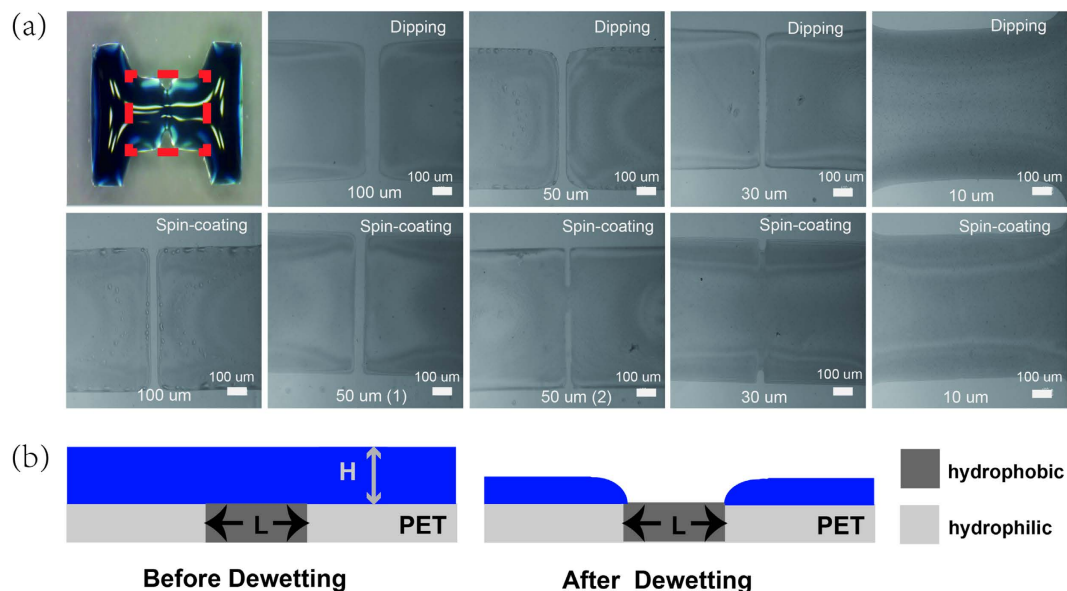 (a)
Dipping
100 um
100 um
Dipping
100 um
50 um
Dipping
100 um
30 um
Dipping
100 um
10 um
Spin-coating
100 um
100 um
Spin-coating
100 um
50 um (1)
Spin-coating
100 um
50 um (2)
Spin-coating
100 um
30 um
Spin-coating
100 um
10 um
(b)
H
L
PET
Before Dewetting
L
PET
After Dewetting
hydrophobic
hydrophilic